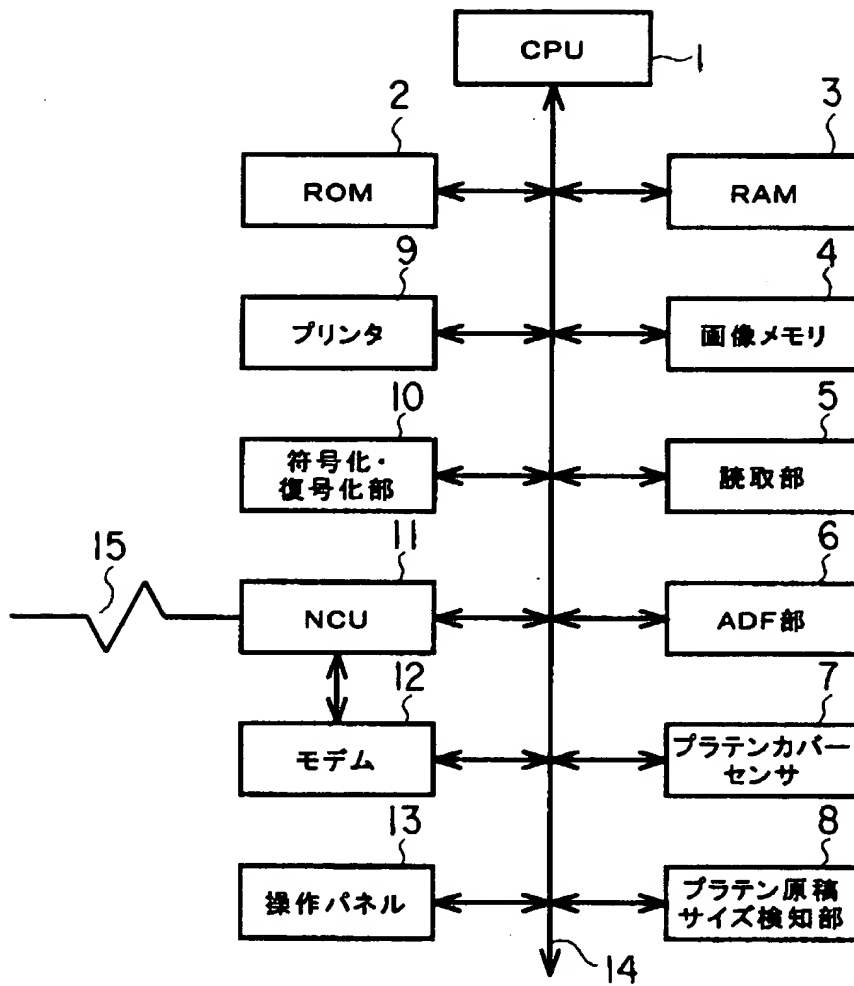 CPU
1
2
3
ROM
RAM
9
4
プリンタ
画像メモリ
10
5
符号化・
復号化部
読取部
15
11
6
NCU
ADF部
12
7
モデム
プラテンカバー
センサ
13
8
操作パネル
プラテン原稿
サイズ検知部
14